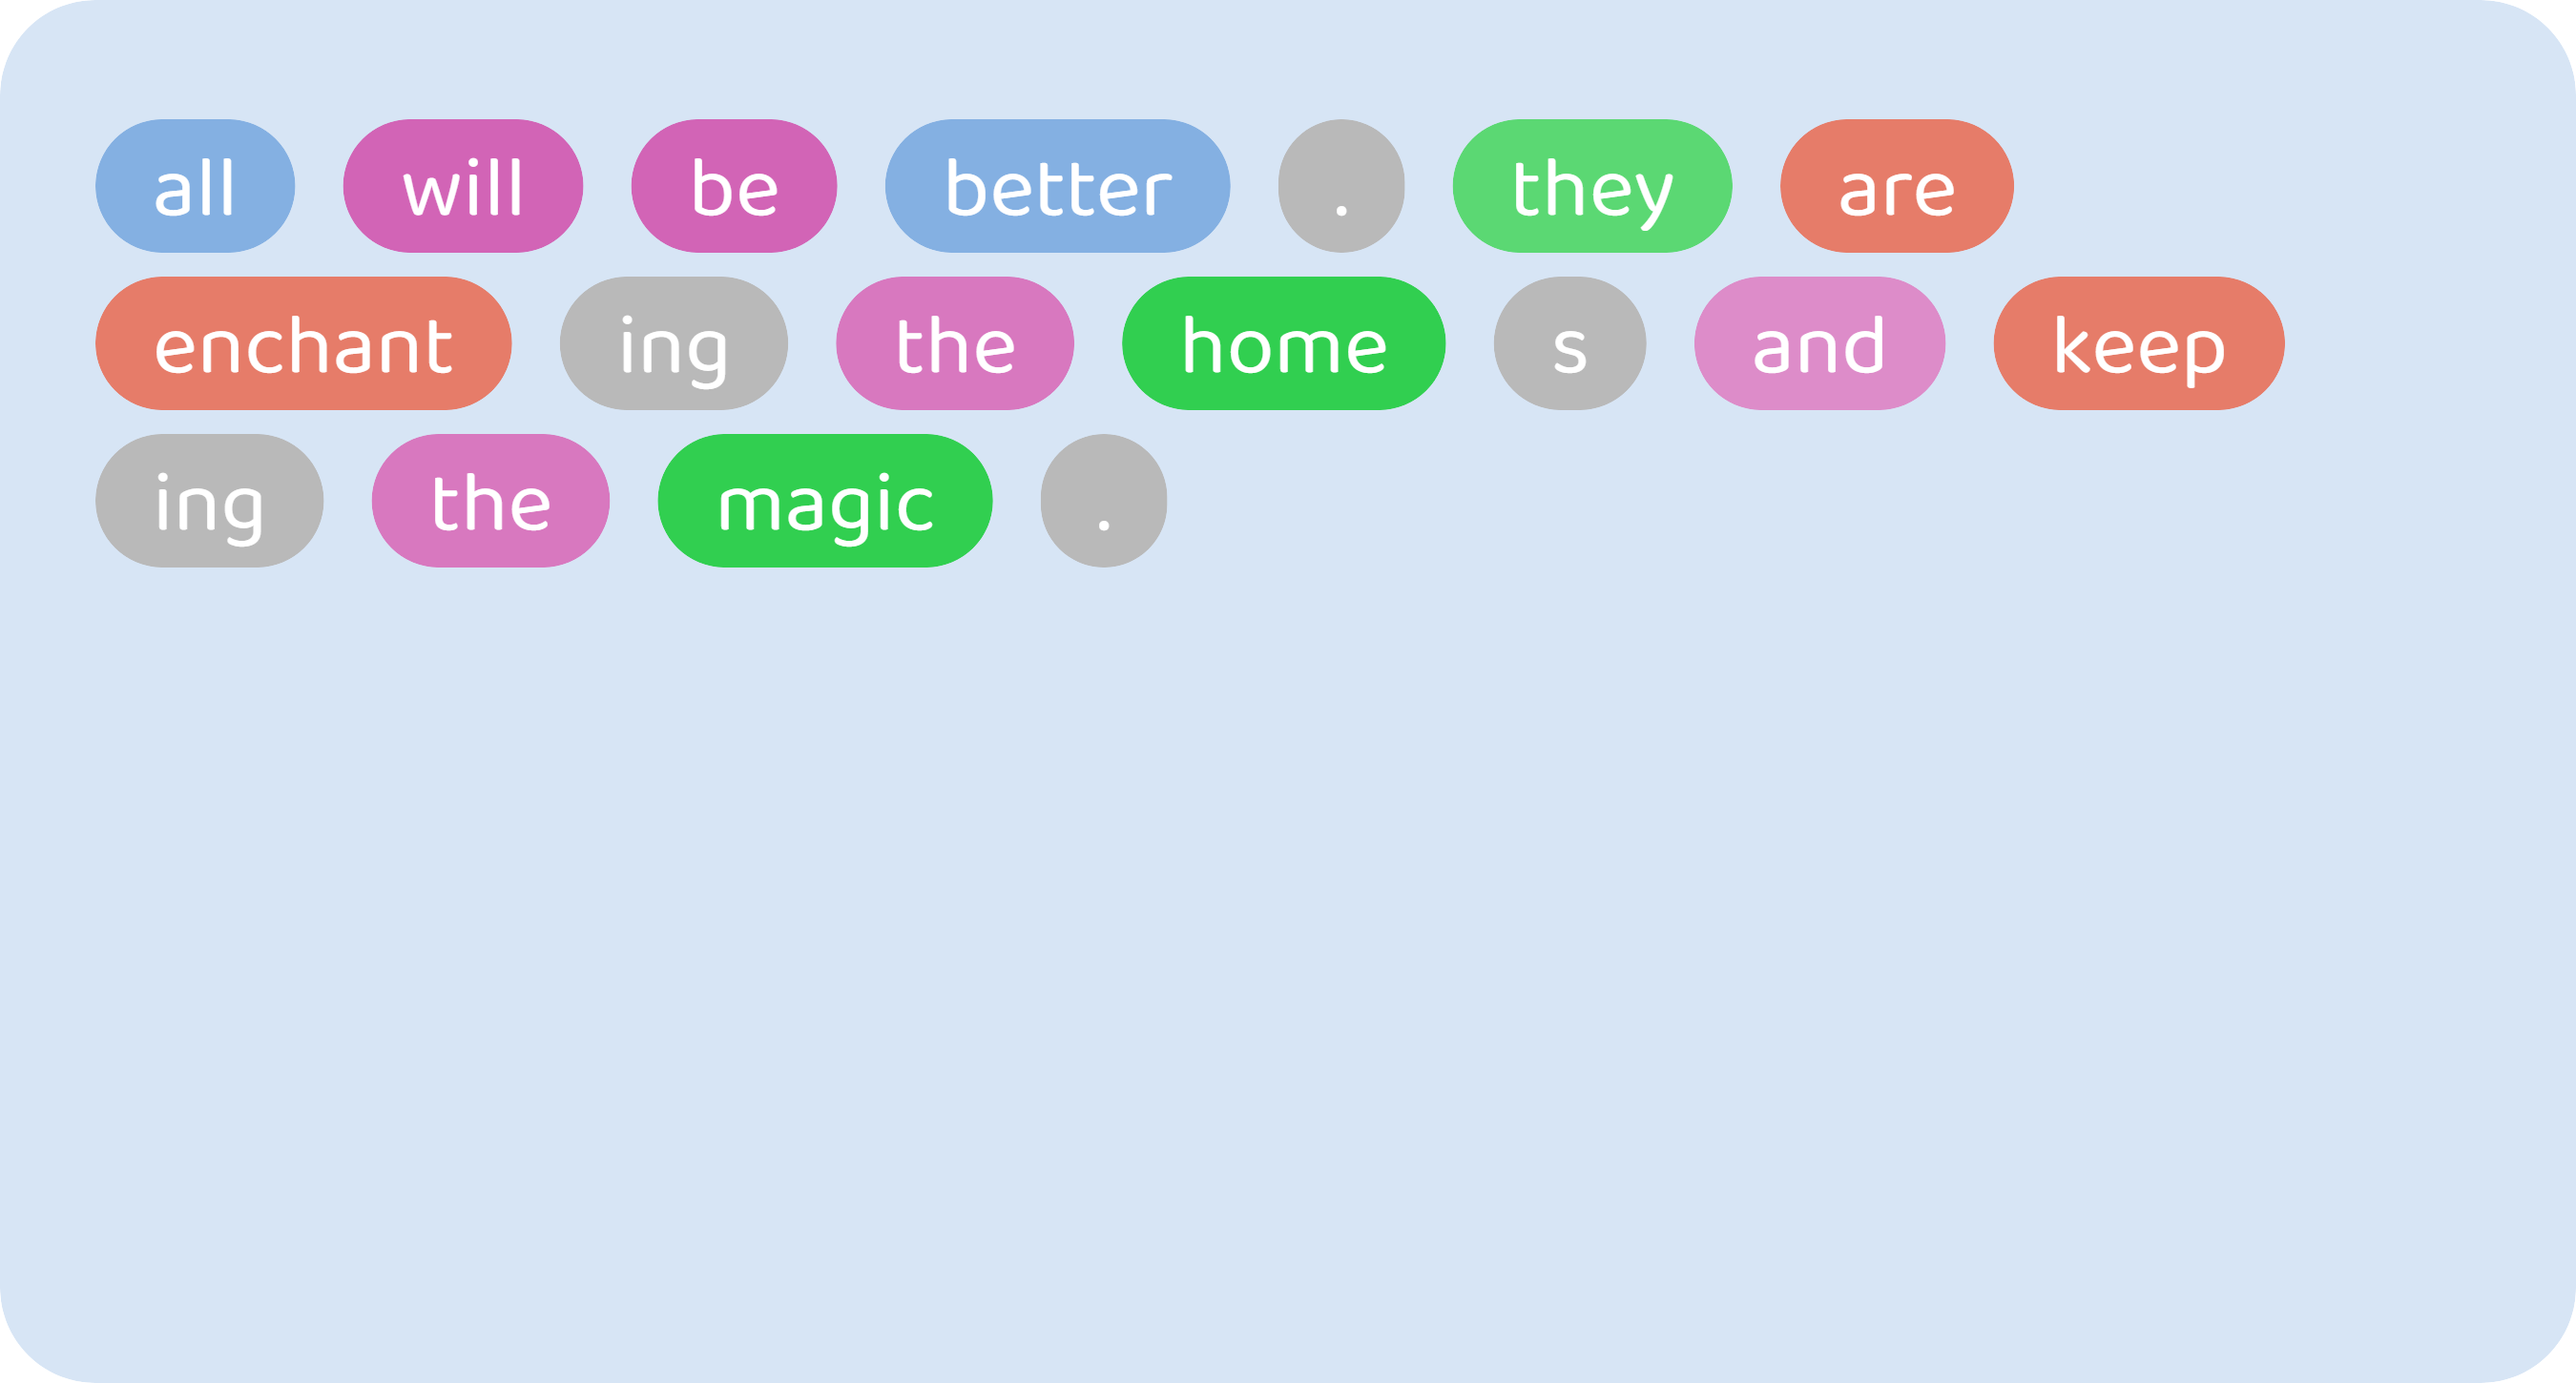 all will be better . they are
enchant ing the home s and keep
ing the magic .